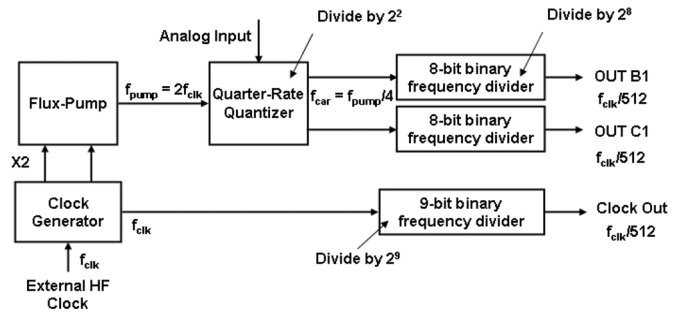 Analog Input
Divide by 2²
Divide by 2⁸
Flux-Pump
f_pump = 2f_clk
Quarter-Rate
Quantizer
f_car = f_pump/4
8-bit binary
frequency divider
OUT B1
f_clk/512
8-bit binary
frequency divider
OUT C1
f_clk/512
X2
Clock
Generator
f_clk
9-bit binary
frequency divider
Clock Out
f_clk/512
Divide by 2⁹
f_clk
External HF
Clock